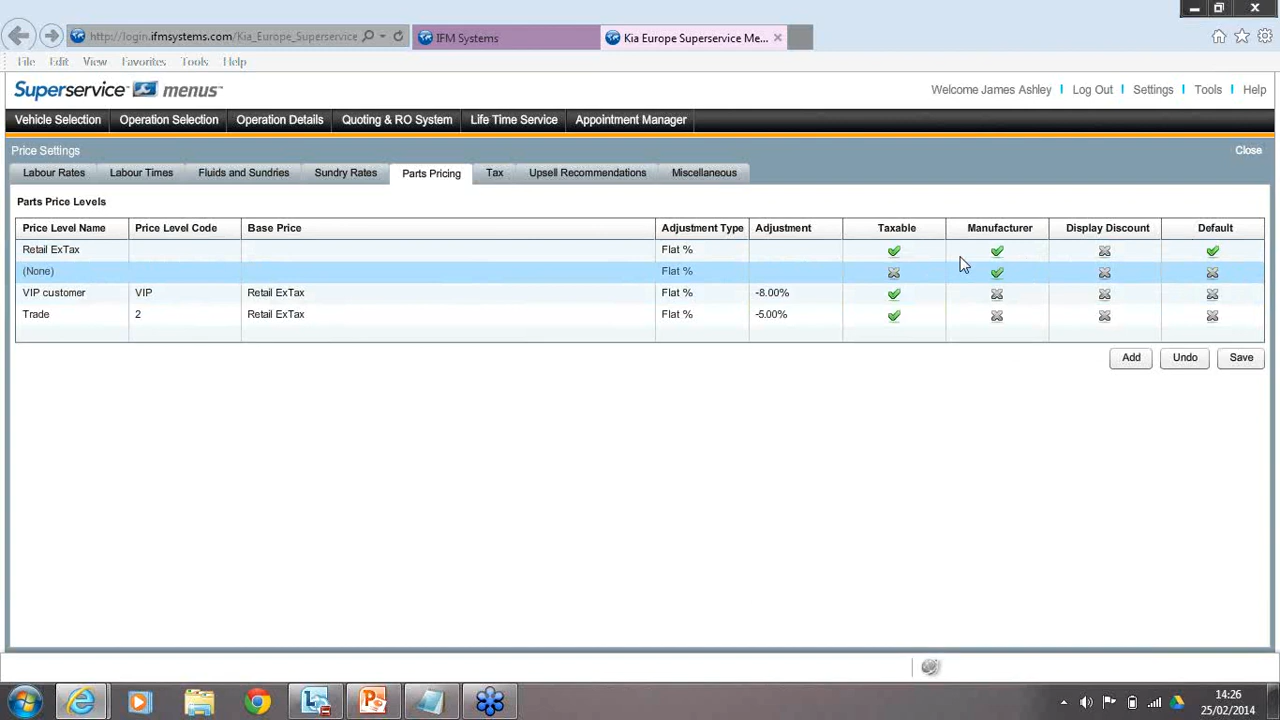 http://login.ifmsystems.com/Kia_Europe_Superservice
IFM Systems
Kia Europe Superservice Me...
File Edit View Favorites Tools Help
Superservice menus
Welcome James Ashley Log Out Settings Tools Help
Vehicle Selection Operation Selection Operation Details Quoting & RO System Life Time Service Appointment Manager
Price Settings Close
Labour Rates Labour Times Fluids and Sundries Sundry Rates Parts Pricing Tax Upsell Recommendations Miscellaneous
Parts Price Levels
Price Level Name Price Level Code Base Price Adjustment Type Adjustment Taxable Manufacturer Display Discount Default
Retail ExTax Flat %
(None) Flat %
VIP customer VIP Retail ExTax Flat % -8.00%
Trade 2 Retail ExTax Flat % -5.00%
Add Undo Save
14:26
25/02/2014